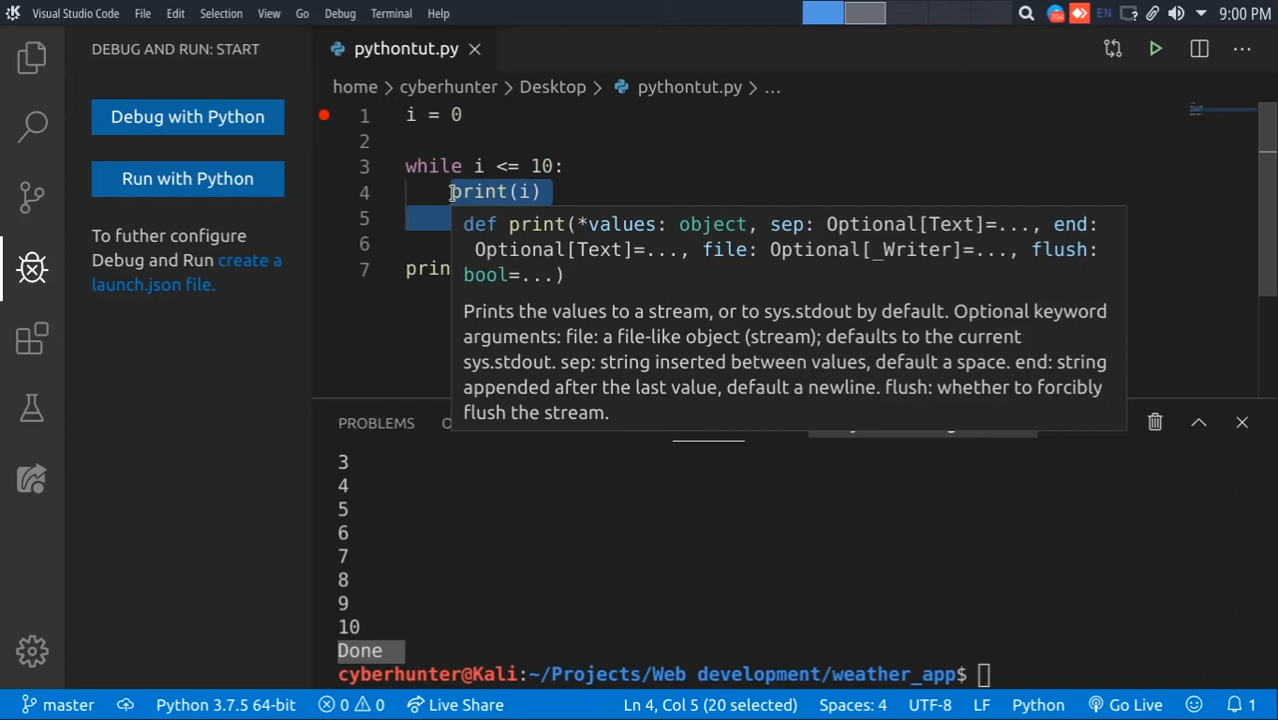 Visual Studio Code File Edit Selection View Go Debug Terminal Help EN 9:00 PM
DEBUG AND RUN: START
Debug with Python
Run with Python
To futher configure
Debug and Run create a
launch.json file.
pythontut.py
home > cyberhunter > Desktop > pythontut.py > ...
1 i = 0
2
3 while i <= 10:
4 print(i)
5
6
7 prin
def print(*values: object, sep: Optional[Text]=..., end:
Optional[Text]=..., file: Optional[_Writer]=..., flush:
bool=...)
Prints the values to a stream, or to sys.stdout by default. Optional keyword
arguments: file: a file-like object (stream); defaults to the current
sys.stdout. sep: string inserted between values, default a space. end: string
appended after the last value, default a newline. flush: whether to forcibly
flush the stream.
PROBLEMS
3
4
5
6
7
8
9
10
Done
cyberhunter@Kali:~/Projects/Web development/weather_app$
master Python 3.7.5 64-bit 0 0 Live Share Ln 4, Col 5 (20 selected) Spaces: 4 UTF-8 LF Python Go Live 1